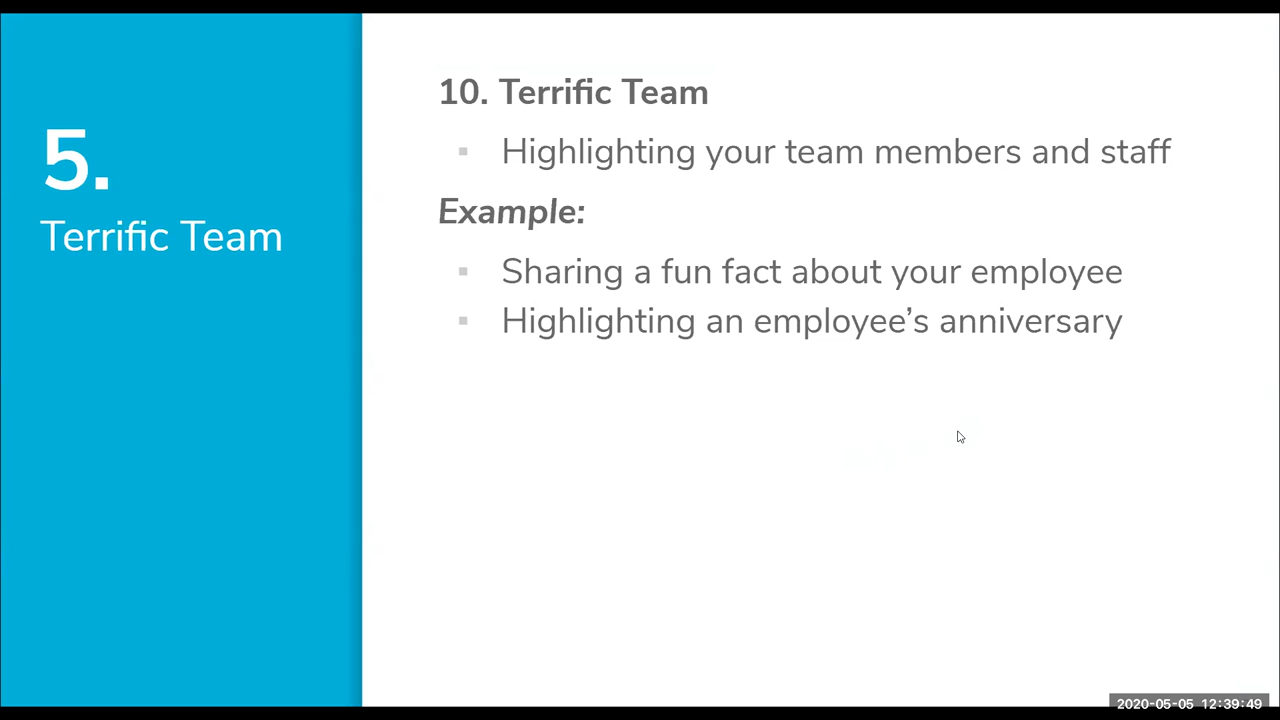 5.
Terrific Team
10. Terrific Team
▪ Highlighting your team members and staff
Example:
▪ Sharing a fun fact about your employee
▪ Highlighting an employee’s anniversary
2020-05-05 12:39:49